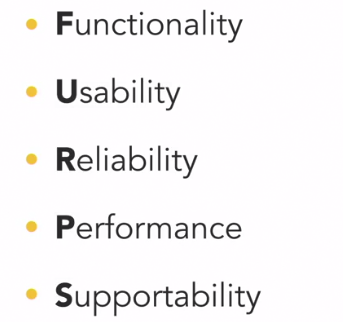 • Functionality
• Usability
• Reliability
• Performance
• Supportability